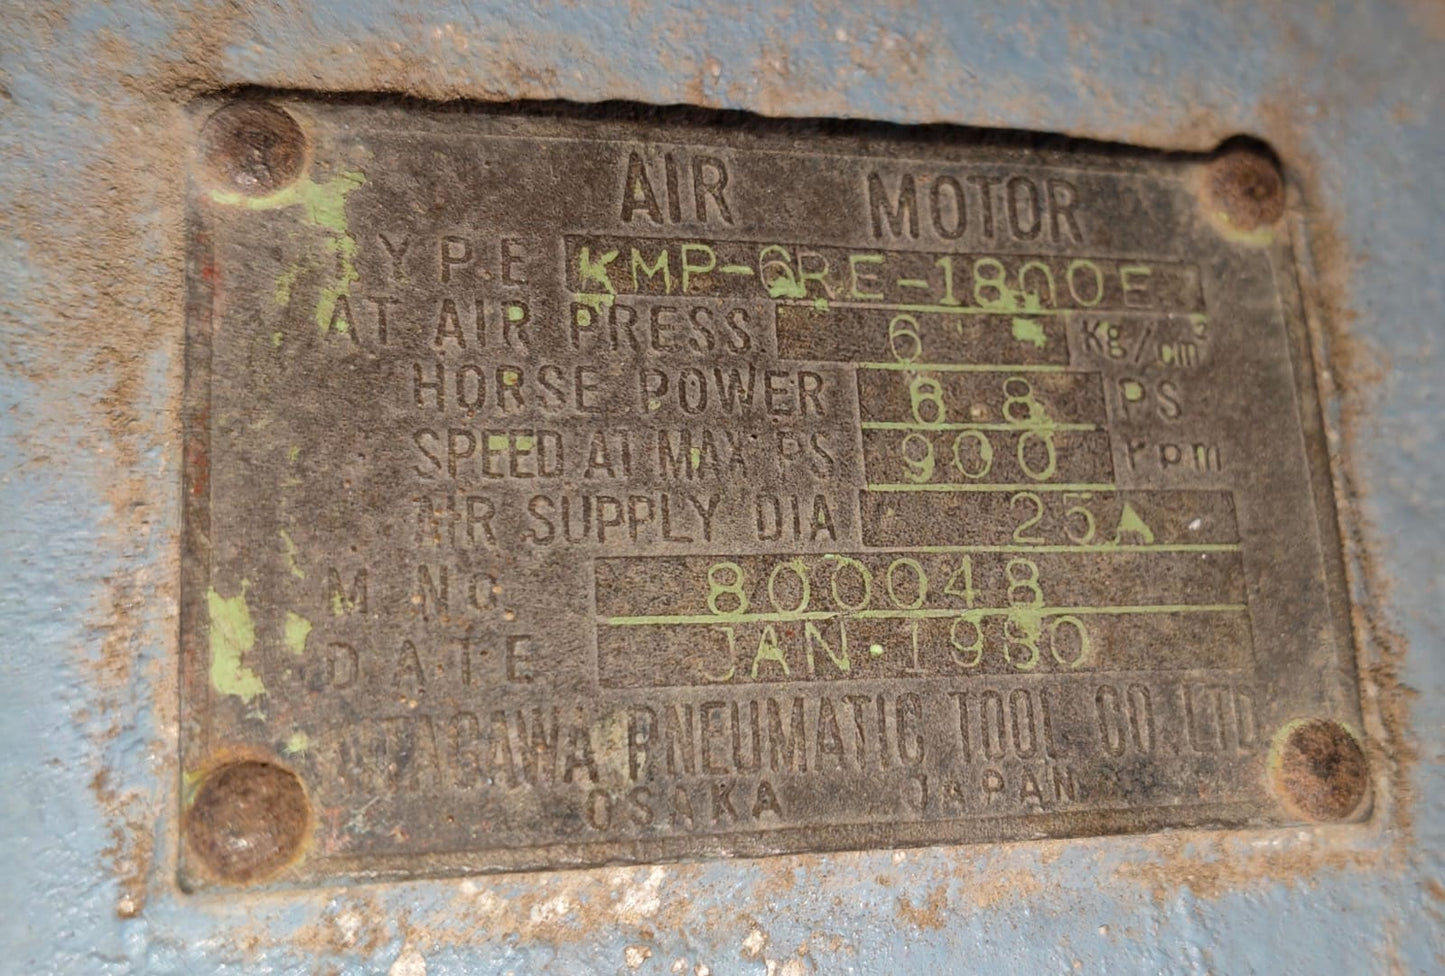 AIR MOTOR
TYPE KMP-6RE-1800E
AT AIR PRESS. 6 Kg/cm²
HORSE POWER 6.8 PS
SPEED AT MAX PS 900 rpm
AIR SUPPLY DIA 25A
M.No. 800048
DATE JAN.1980
KITAGAWA PNEUMATIC TOOL CO.LTD
OSAKA JAPAN